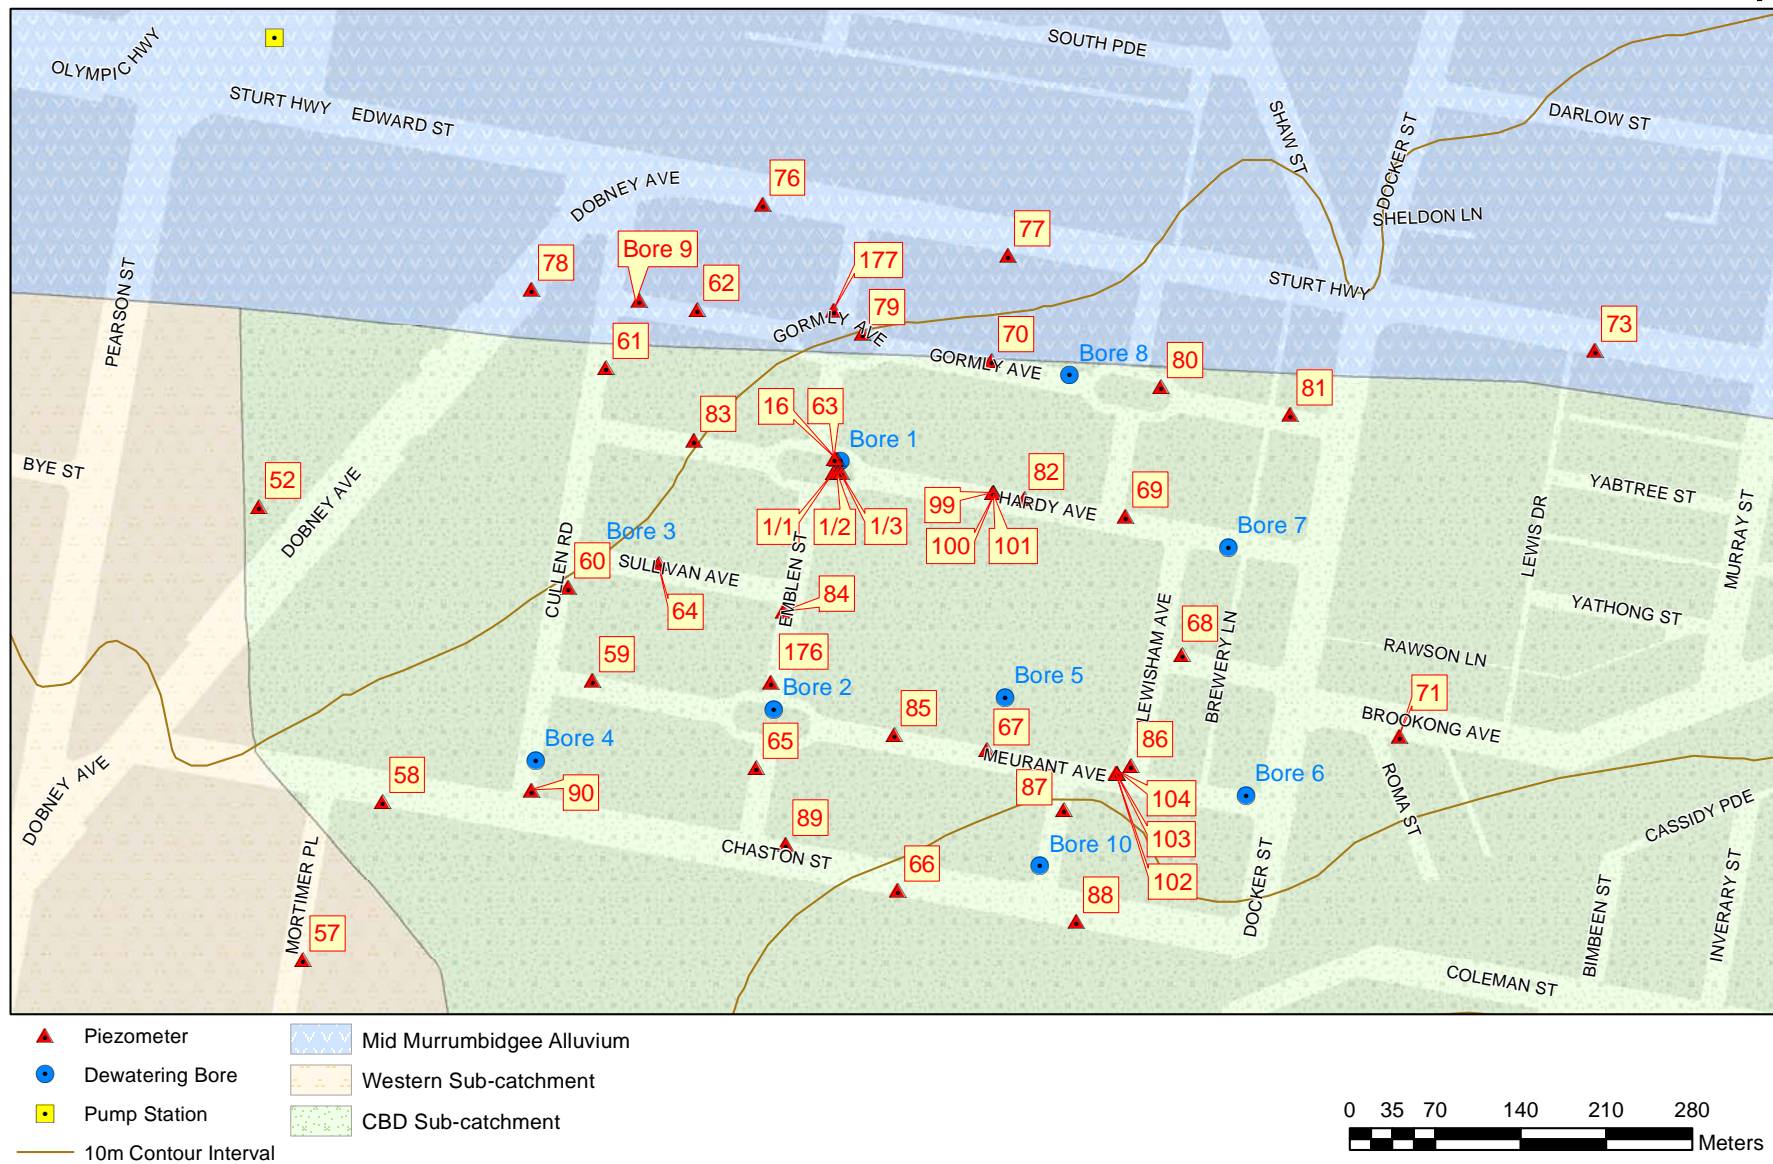 SOUTH PDE
OLYMPIC HWY
STURT HWY
EDWARD ST
DARLOW ST
SHAW ST
DOCKER ST
DOBNEY AVE
76
SHELDON LN
77
Bore 9
177
78
62
STURT HWY
PEARSON ST
79
GORMLY AVE
73
61
70
GORMLY AVE
Bore 8
80
81
83
16
63
Bore 1
BYE ST
52
82
69
YABTREE ST
99
HARDY AVE
DOBNEY AVE
1/1
1/2
1/3
Bore 3
100
101
Bore 7
LEWIS DR
MURRAY ST
60
CULLEN RD
SULLIVAN AVE
EMBLEN ST
84
64
YATHONG ST
68
LEWISHAM AVE
BREWERY LN
RAWSON LN
59
176
Bore 2
Bore 5
71
BROOKONG AVE
85
67
65
MEURANT AVE
86
Bore 4
Bore 6
58
90
87
104
ROMA ST
CASSIDY PDE
DOBNEY AVE
89
103
CHASTON ST
Bore 10
66
102
88
DOCKER ST
MORTIMER PL
57
BIMBEEN ST
INVERARY ST
COLEMAN ST
Piezometer
Dewatering Bore
Pump Station
10m Contour Interval
Mid Murrumbidgee Alluvium
Western Sub-catchment
CBD Sub-catchment
0 35 70 140 210 280
Meters